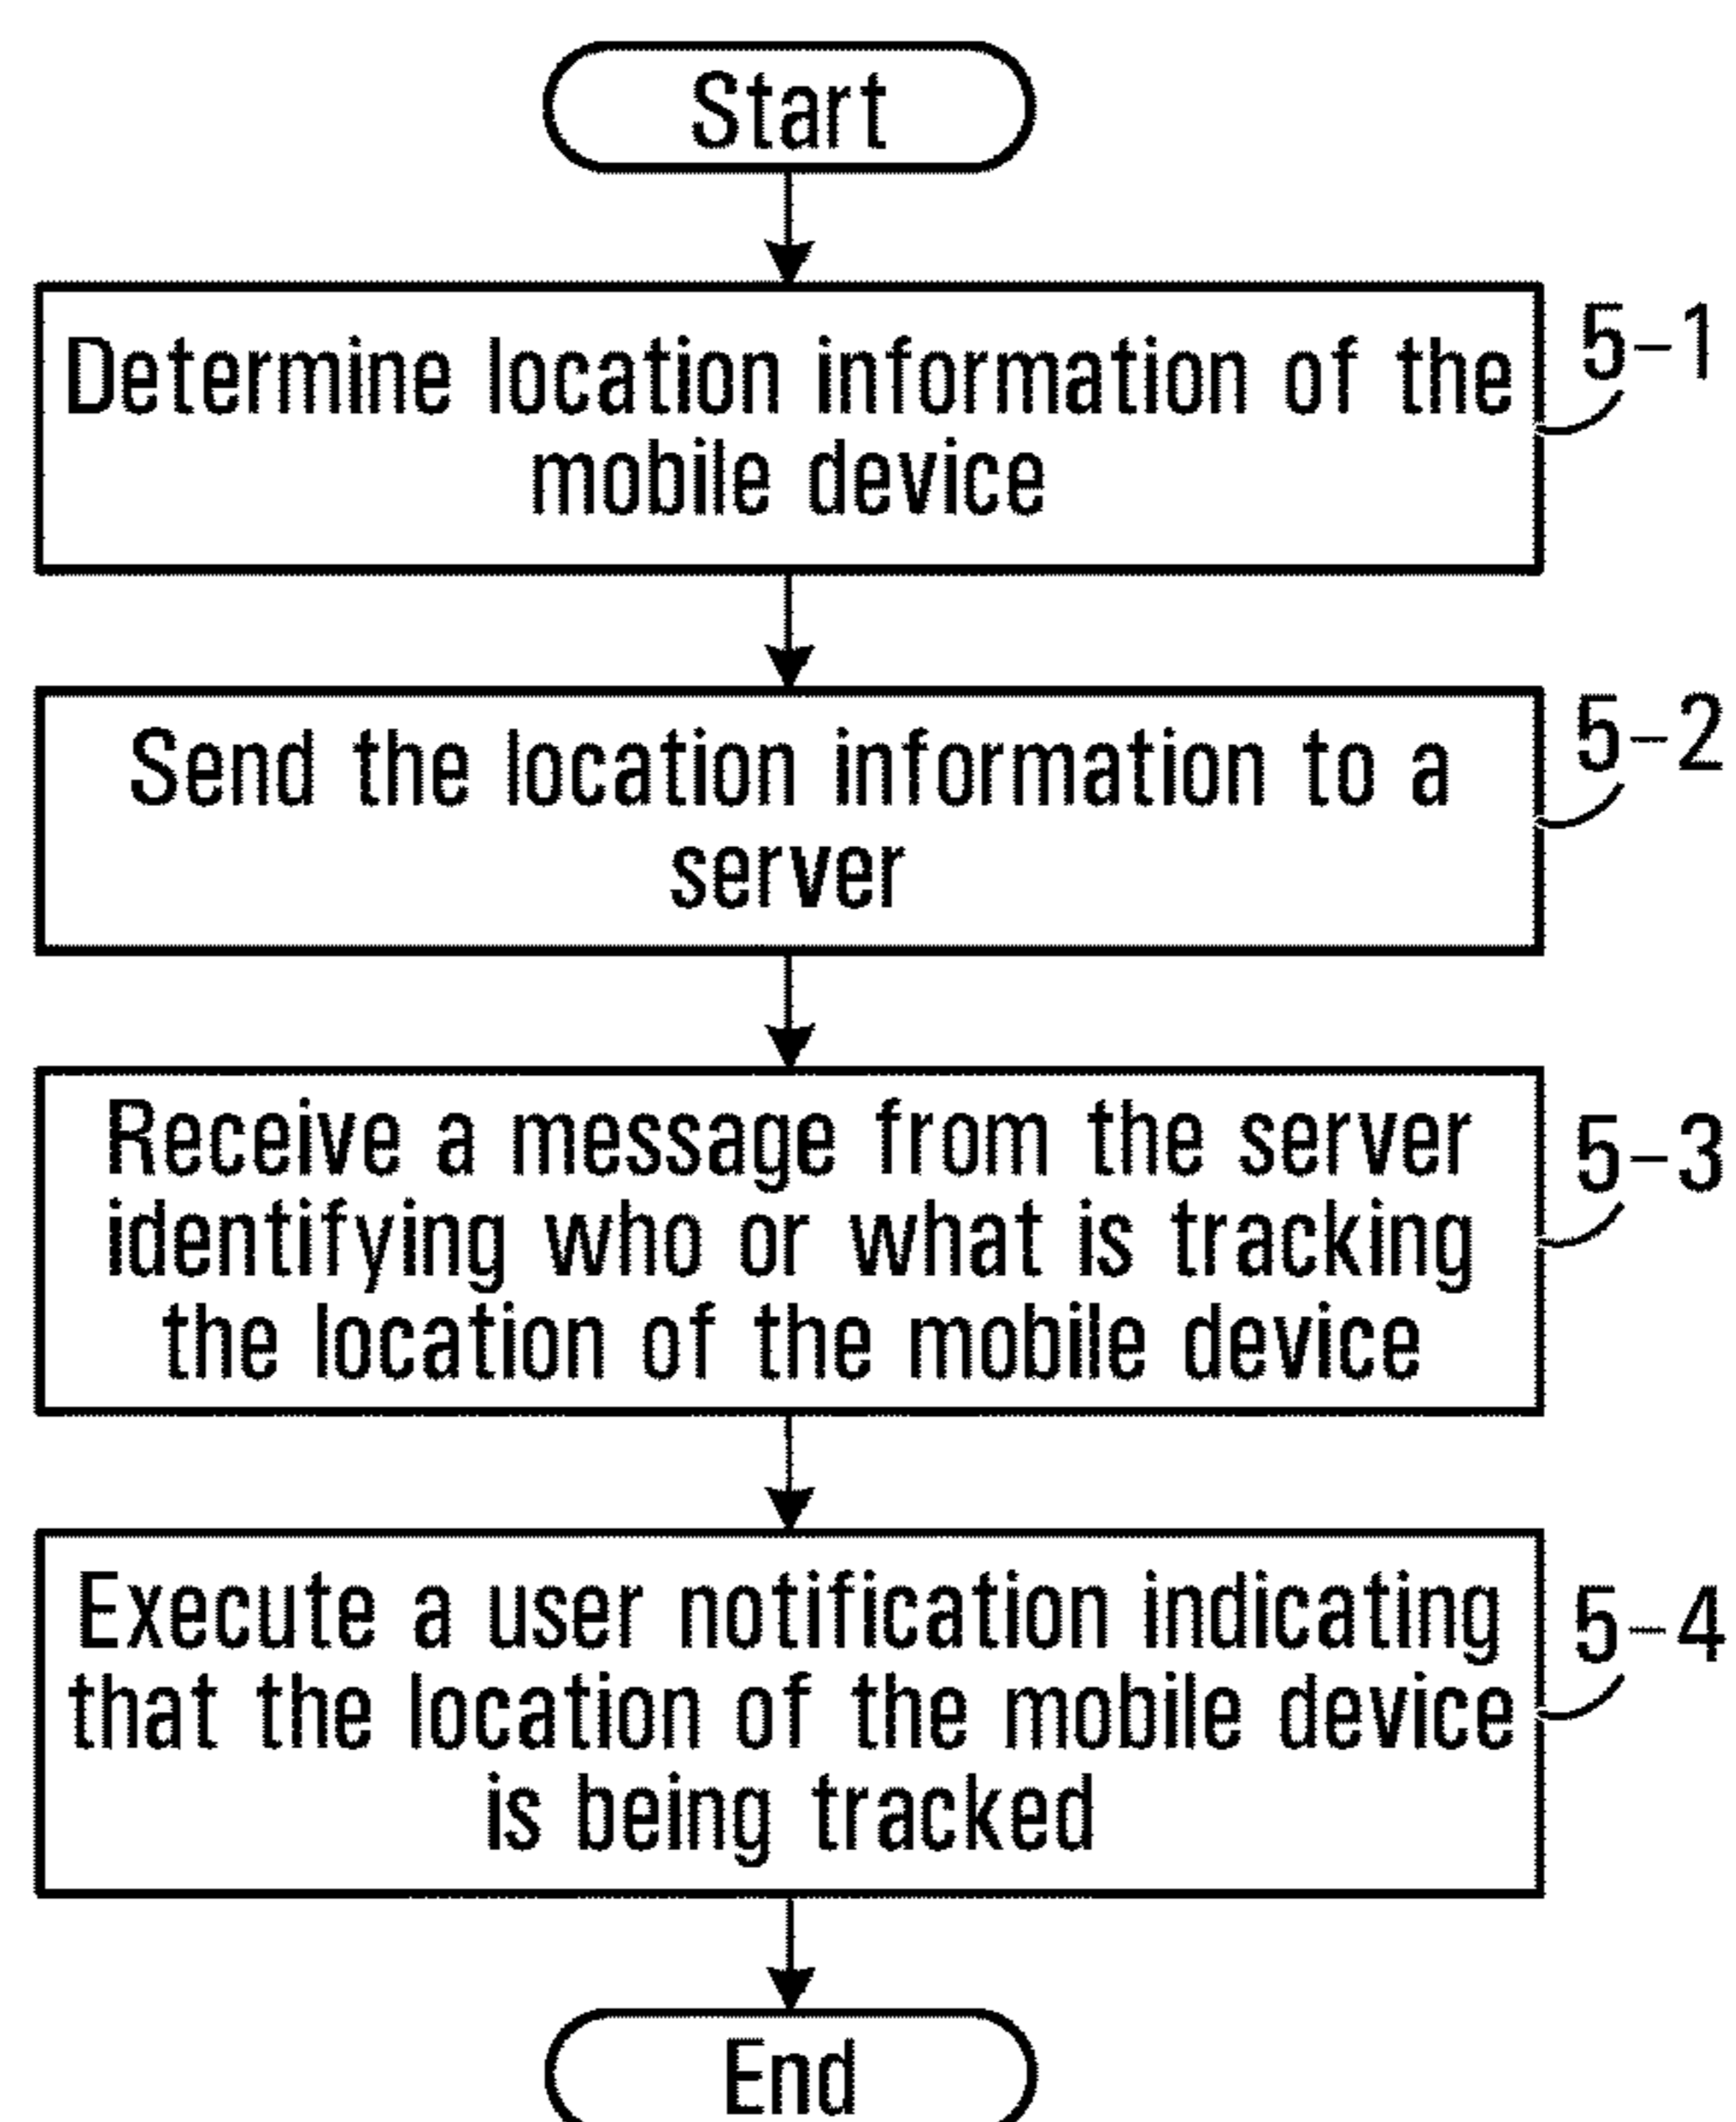 Start
Determine location information of the
mobile device
5-1
Send the location information to a
server
5-2
Receive a message from the server
identifying who or what is tracking
the location of the mobile device
5-3
Execute a user notification indicating
that the location of the mobile device
is being tracked
5-4
End